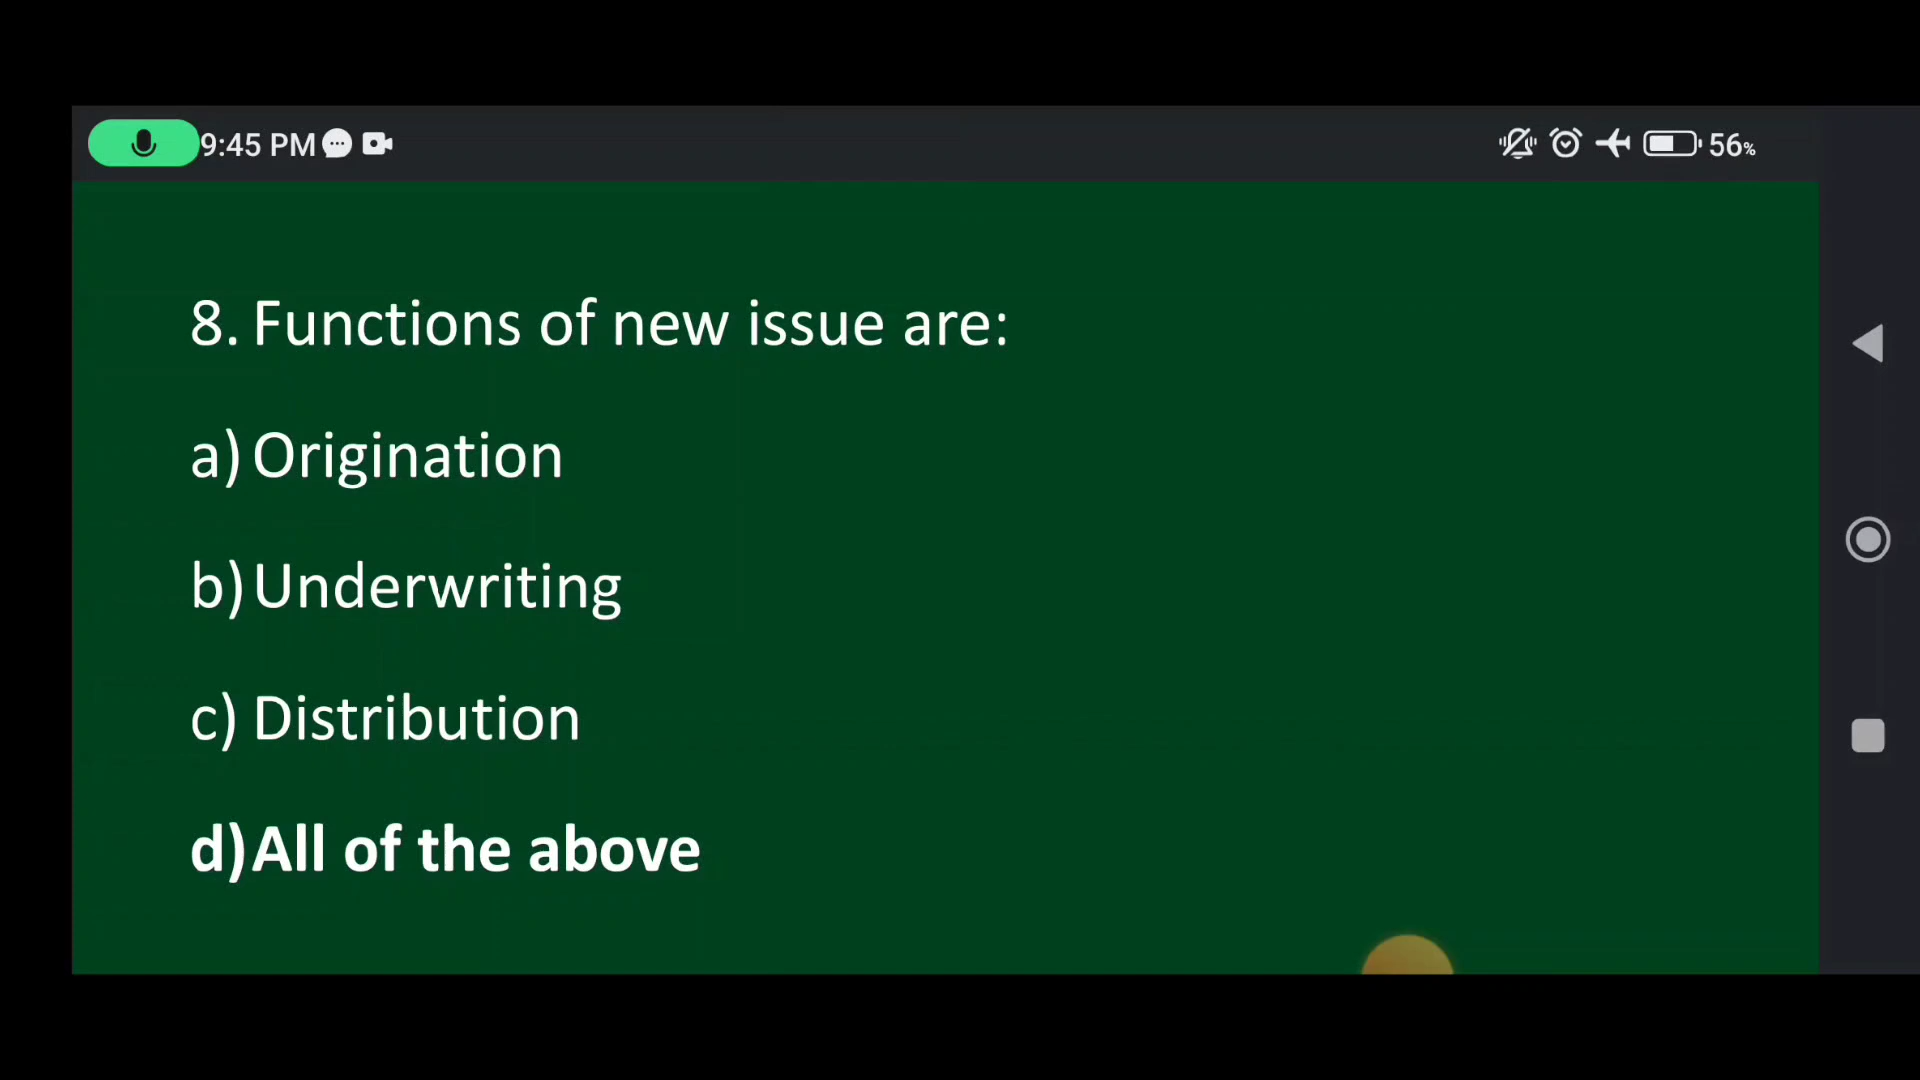 9:45 PM 56%
8. Functions of new issue are:
a) Origination
b) Underwriting
c) Distribution
d) All of the above